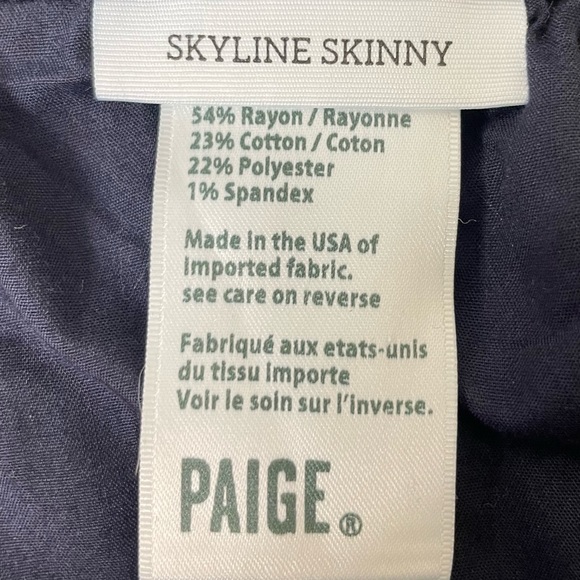 SKYLINE SKINNY
54% Rayon / Rayonne
23% Cotton / Coton
22% Polyester
1% Spandex
Made in the USA of
imported fabric.
see care on reverse
Fabriqué aux etats-unis
du tissu importe
Voir le soin sur l'inverse.
PAIGE®